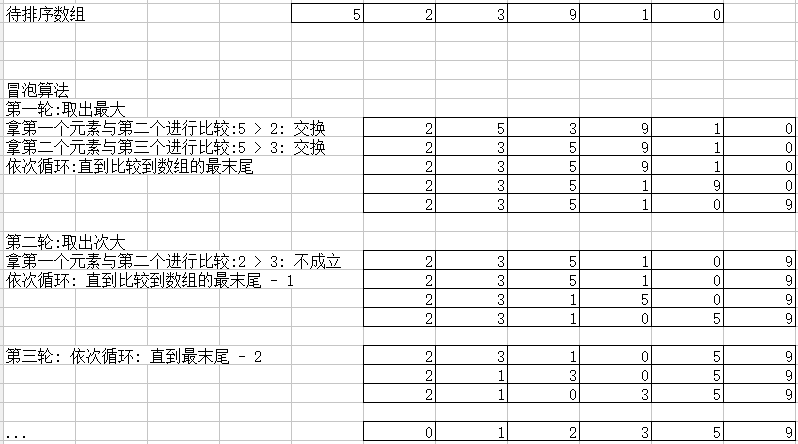 待排序数组 5 2 3 9 1 0
冒泡算法
第一轮:取出最大
拿第一个元素与第二个进行比较:5 > 2: 交换 2 5 3 9 1 0
拿第二个元素与第三个进行比较:5 > 3: 交换 2 3 5 9 1 0
依次循环:直到比较到数组的最末尾 2 3 5 9 1 0
2 3 5 1 9 0
2 3 5 1 0 9
第二轮:取出次大
拿第一个元素与第二个进行比较:2 > 3: 不成立 2 3 5 1 0 9
依次循环: 直到比较到数组的最末尾 - 1 2 3 5 1 0 9
2 3 1 5 0 9
2 3 1 0 5 9
第三轮: 依次循环: 直到最末尾 - 2 2 3 1 0 5 9
2 1 3 0 5 9
2 1 0 3 5 9
... 0 1 2 3 5 9